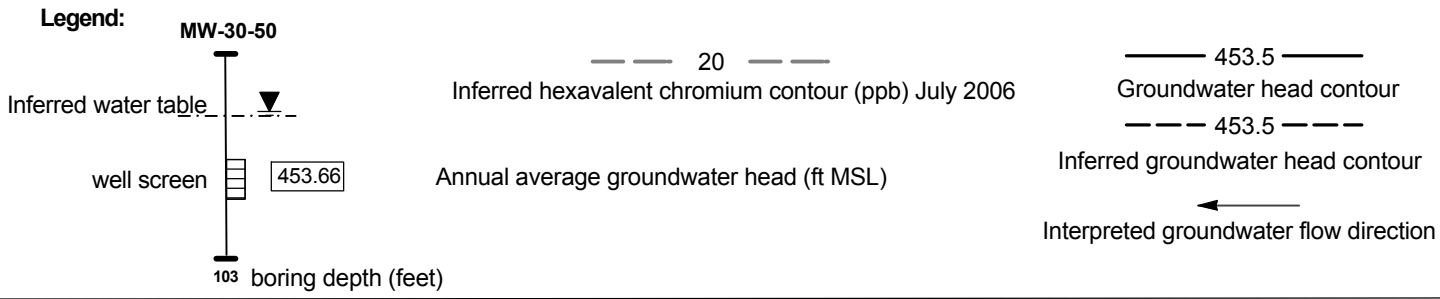 Legend:
MW-30-50
Inferred water table
well screen
453.66
103 boring depth (feet)
20
Inferred hexavalent chromium contour (ppb) July 2006
Annual average groundwater head (ft MSL)
453.5
Groundwater head contour
453.5
Inferred groundwater head contour
Interpreted groundwater flow direction